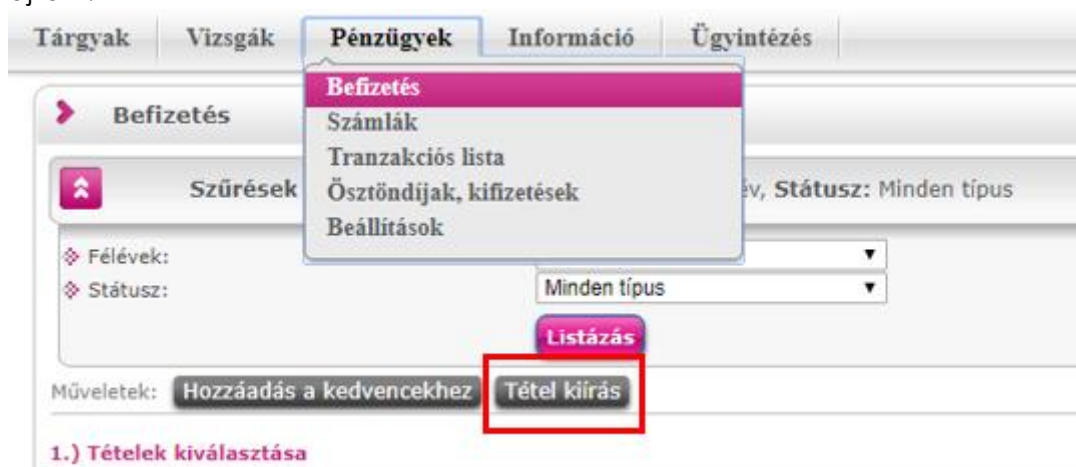 Tárgyak Vizsgák Pénzügyek Információ Ügyintézés
Befizetés
Befizetés
Számlák
Tranzakciós lista
Szűrések
Ösztöndíjak, kifizetések
Státusz: Minden típus
Beállítások
Félévek:
Státusz: Minden típus
Listázás
Műveletek: Hozzáadás a kedvencekhez Tétel kiírás
1.) Tételek kiválasztása